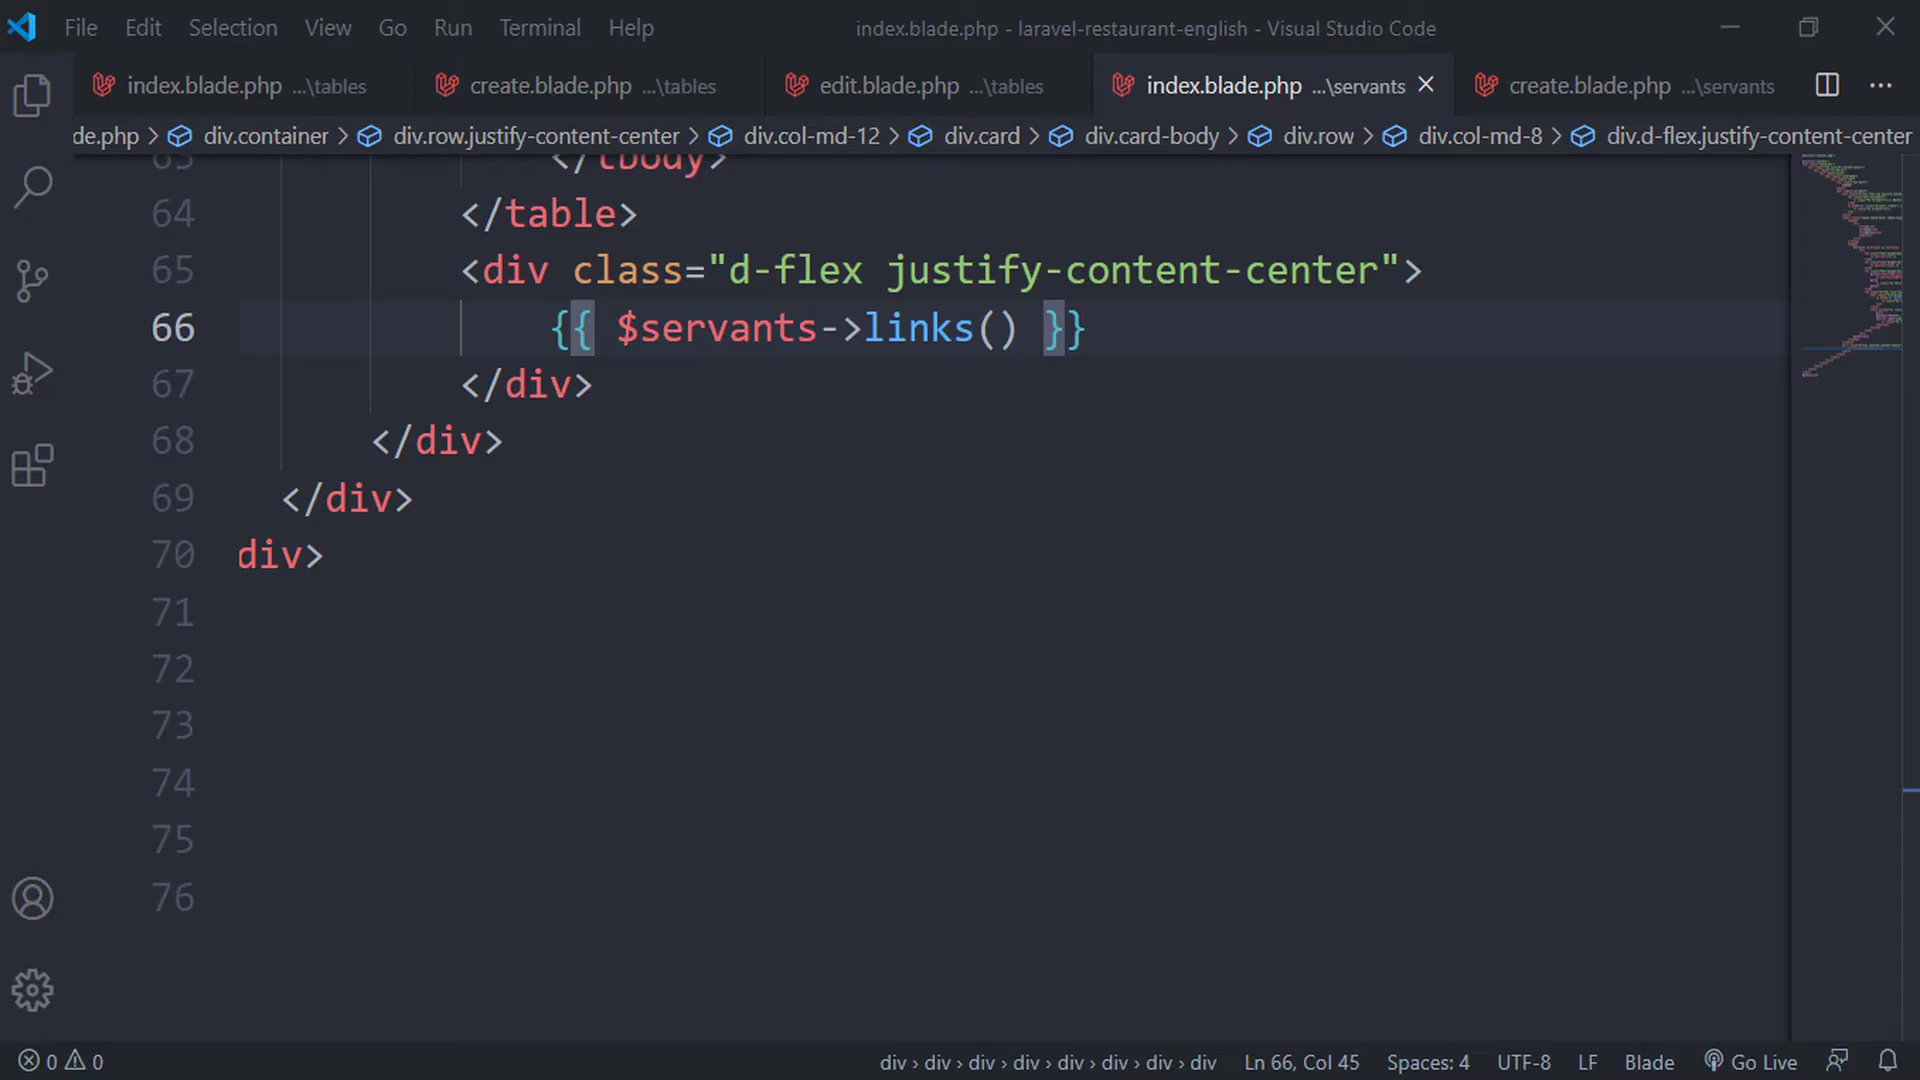 File Edit Selection View Go Run Terminal Help index.blade.php - laravel-restaurant-english - Visual Studio Code
index.blade.php ...\tables create.blade.php ...\tables edit.blade.php ...\tables index.blade.php ...\servants create.blade.php ...\servants
de.php > div.container > div.row.justify-content-center > div.col-md-12 > div.card > div.card-body > div.row > div.col-md-8 > div.d-flex.justify-content-center
63 </tbody>
64 </table>
65 <div class="d-flex justify-content-center">
66 {{ $servants->links() }}
67 </div>
68 </div>
69 </div>
70 div>
71
72
73
74
75
76
0 0 div > div > div > div > div > div > div > div Ln 66, Col 45 Spaces: 4 UTF-8 LF Blade Go Live